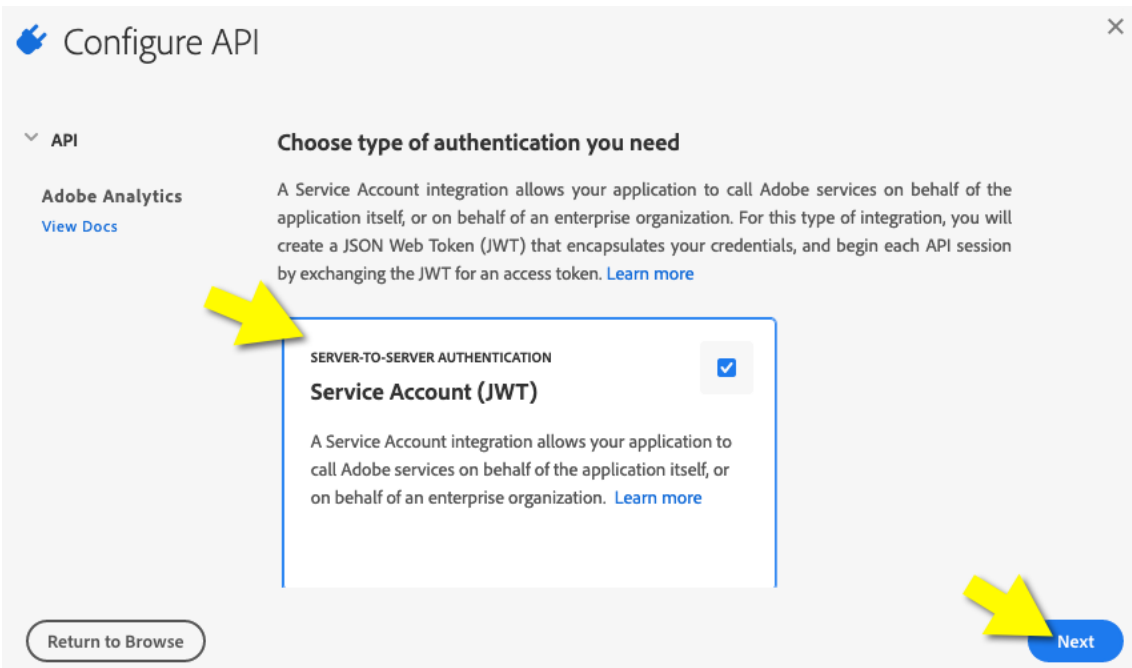 Configure API
API
Adobe Analytics
View Docs
Choose type of authentication you need
A Service Account integration allows your application to call Adobe services on behalf of the
application itself, or on behalf of an enterprise organization. For this type of integration, you will
create a JSON Web Token (JWT) that encapsulates your credentials, and begin each API session
by exchanging the JWT for an access token. Learn more
SERVER-TO-SERVER AUTHENTICATION
Service Account (JWT)
A Service Account integration allows your application to
call Adobe services on behalf of the application itself, or
on behalf of an enterprise organization. Learn more
Return to Browse
Next